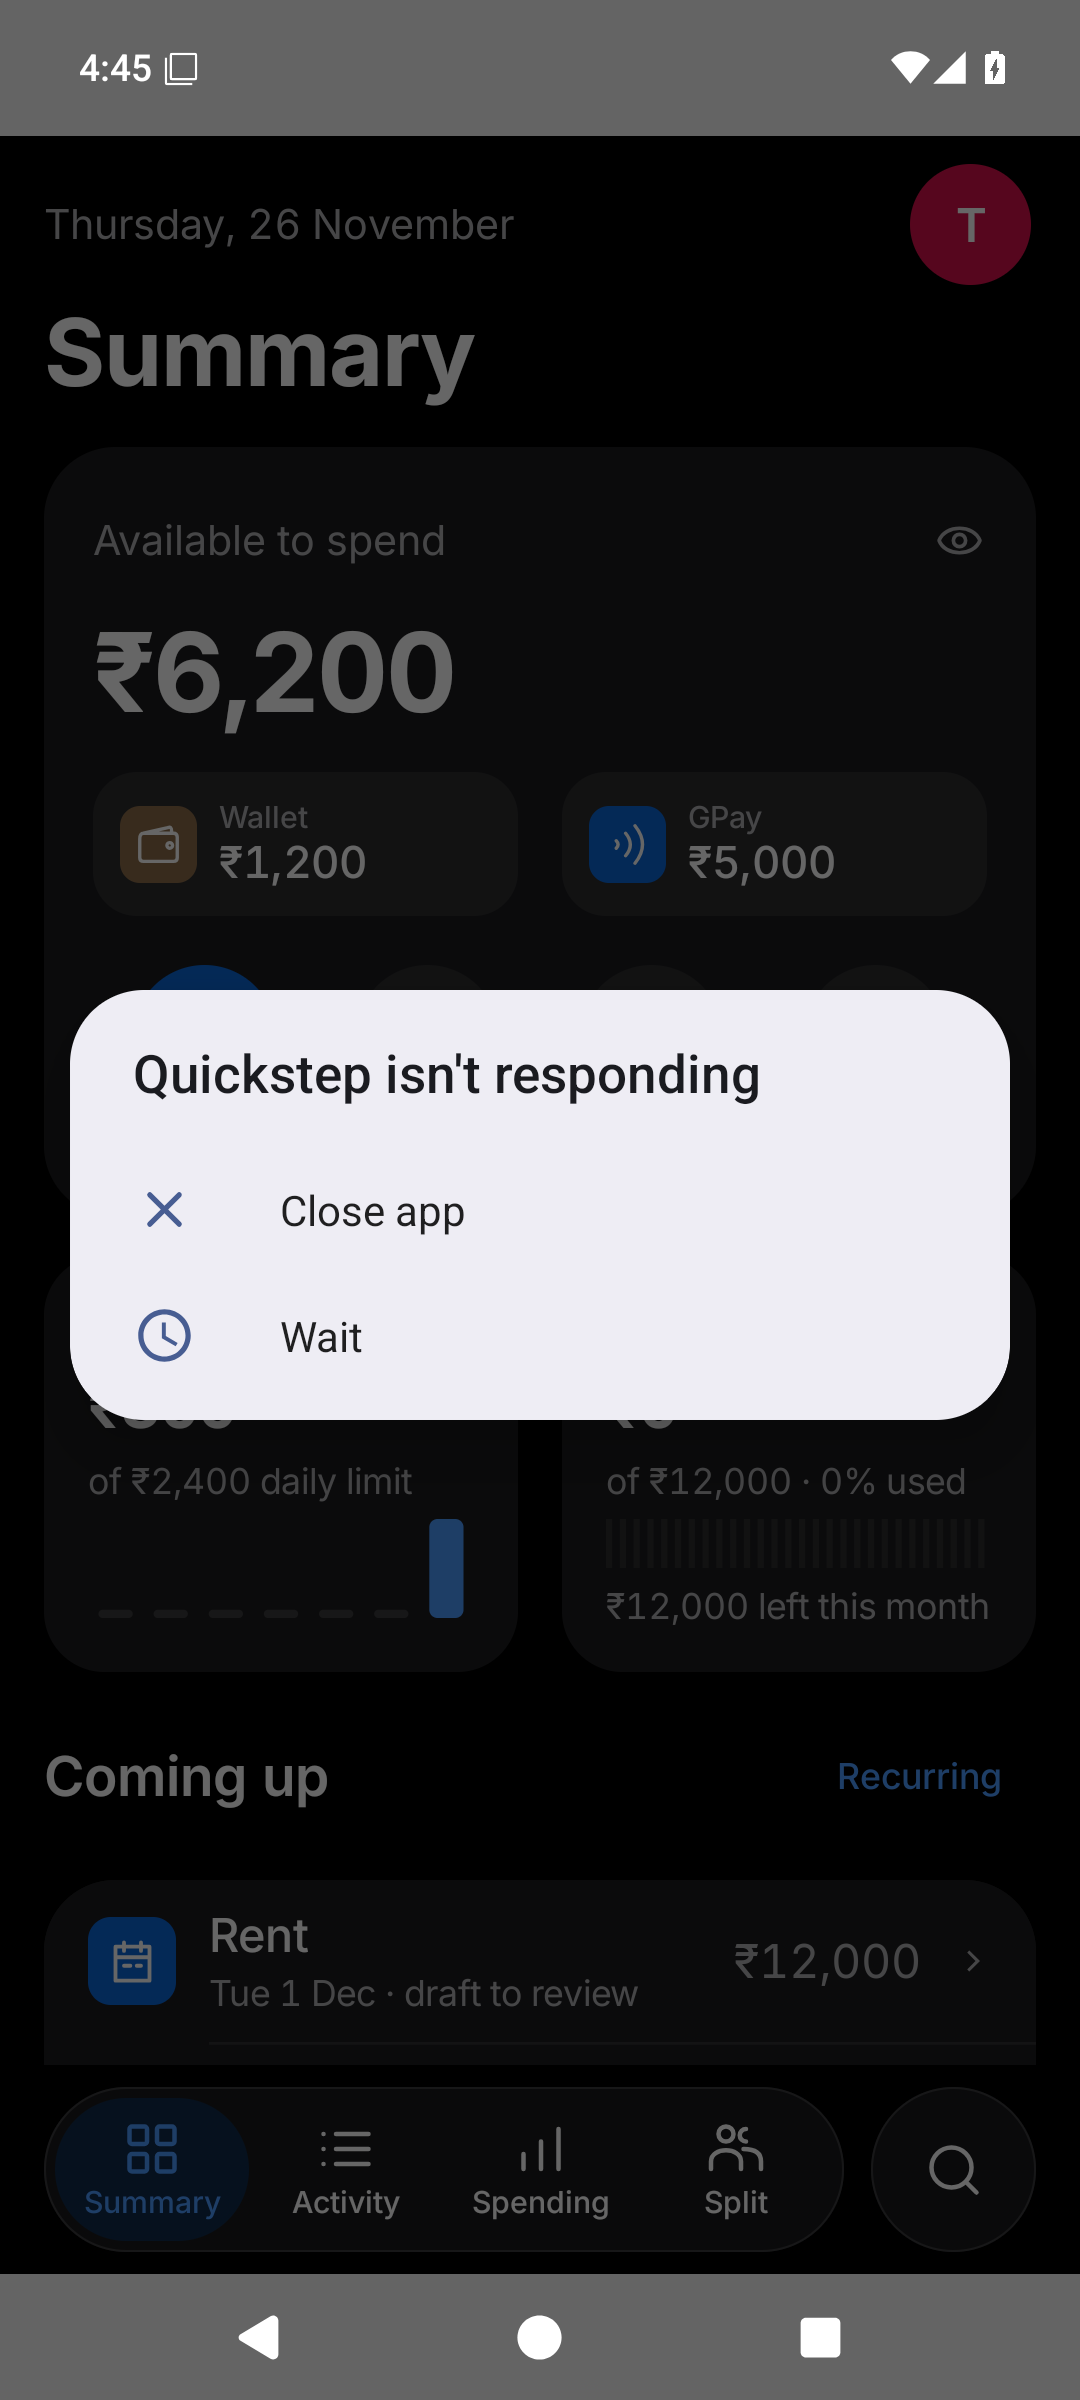 4:45
Thursday, 26 November
T
Summary
Available to spend
₹6,200
Wallet
₹1,200
GPay
₹5,000
Quickstep isn't responding
Close app
Wait
of ₹2,400 daily limit
of ₹12,000 · 0% used
₹12,000 left this month
Coming up
Recurring
Rent
Tue 1 Dec · draft to review
₹12,000
Summary
Activity
Spending
Split